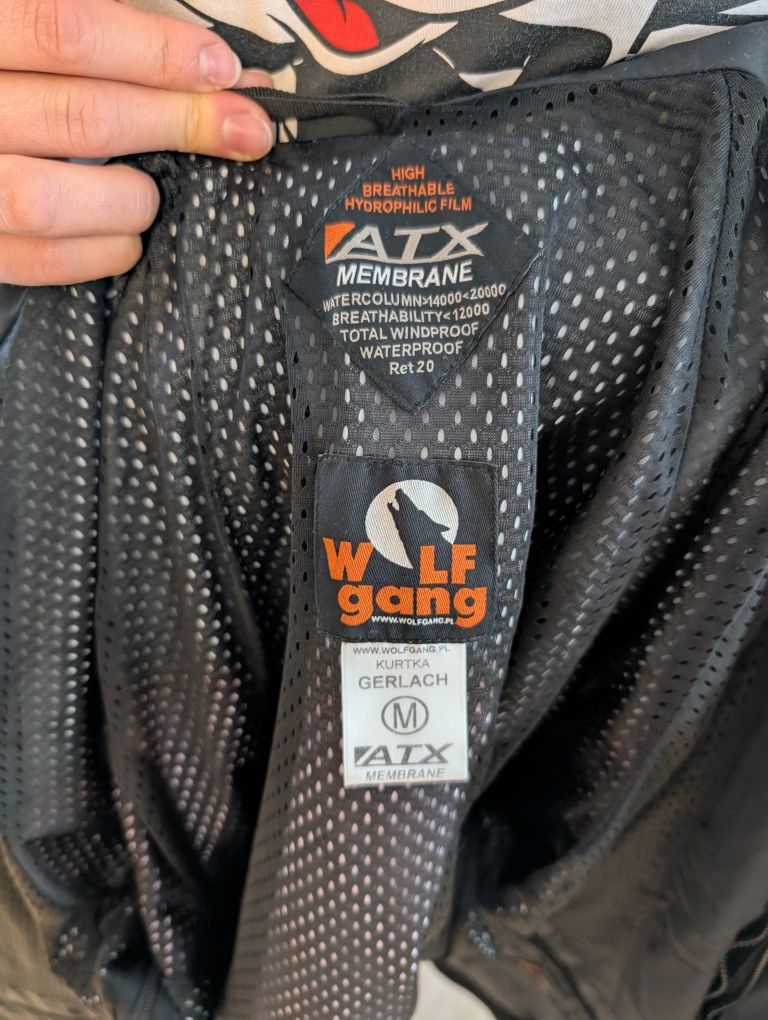 HIGH
BREATHABLE
HYDROPHILIC FILM
ATX
MEMBRANE
WATERCOLUMN>14000<20000
BREATHABILITY<12000
TOTAL WINDPROOF
WATERPROOF
Ret 20
WOLF
gang
WWW.WOLFGANG.PL
WWW.WOLFGANG.PL
KURTKA
GERLACH
M
ATX
MEMBRANE